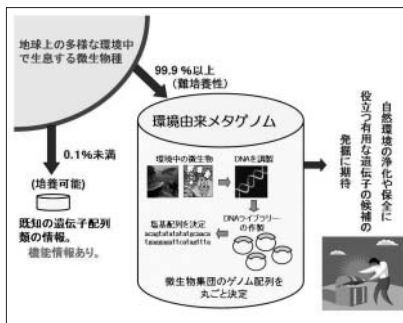 地球上の多様な環境中
で生息する微生物種
99.9％以上
(難培養性)
0.1％未満
(培養可能)
既知の遺伝子配列
類の情報。
機能情報あり。
環境由来メタゲノム
環境中の微生物
DNAを調製
DNAライブラリー
の作製
塩基配列を決定
微生物集団のゲノム配列を
丸ごと決定
自然環境の浄化や保全に
役立つ有用な遺伝子の候補の
発掘に期待